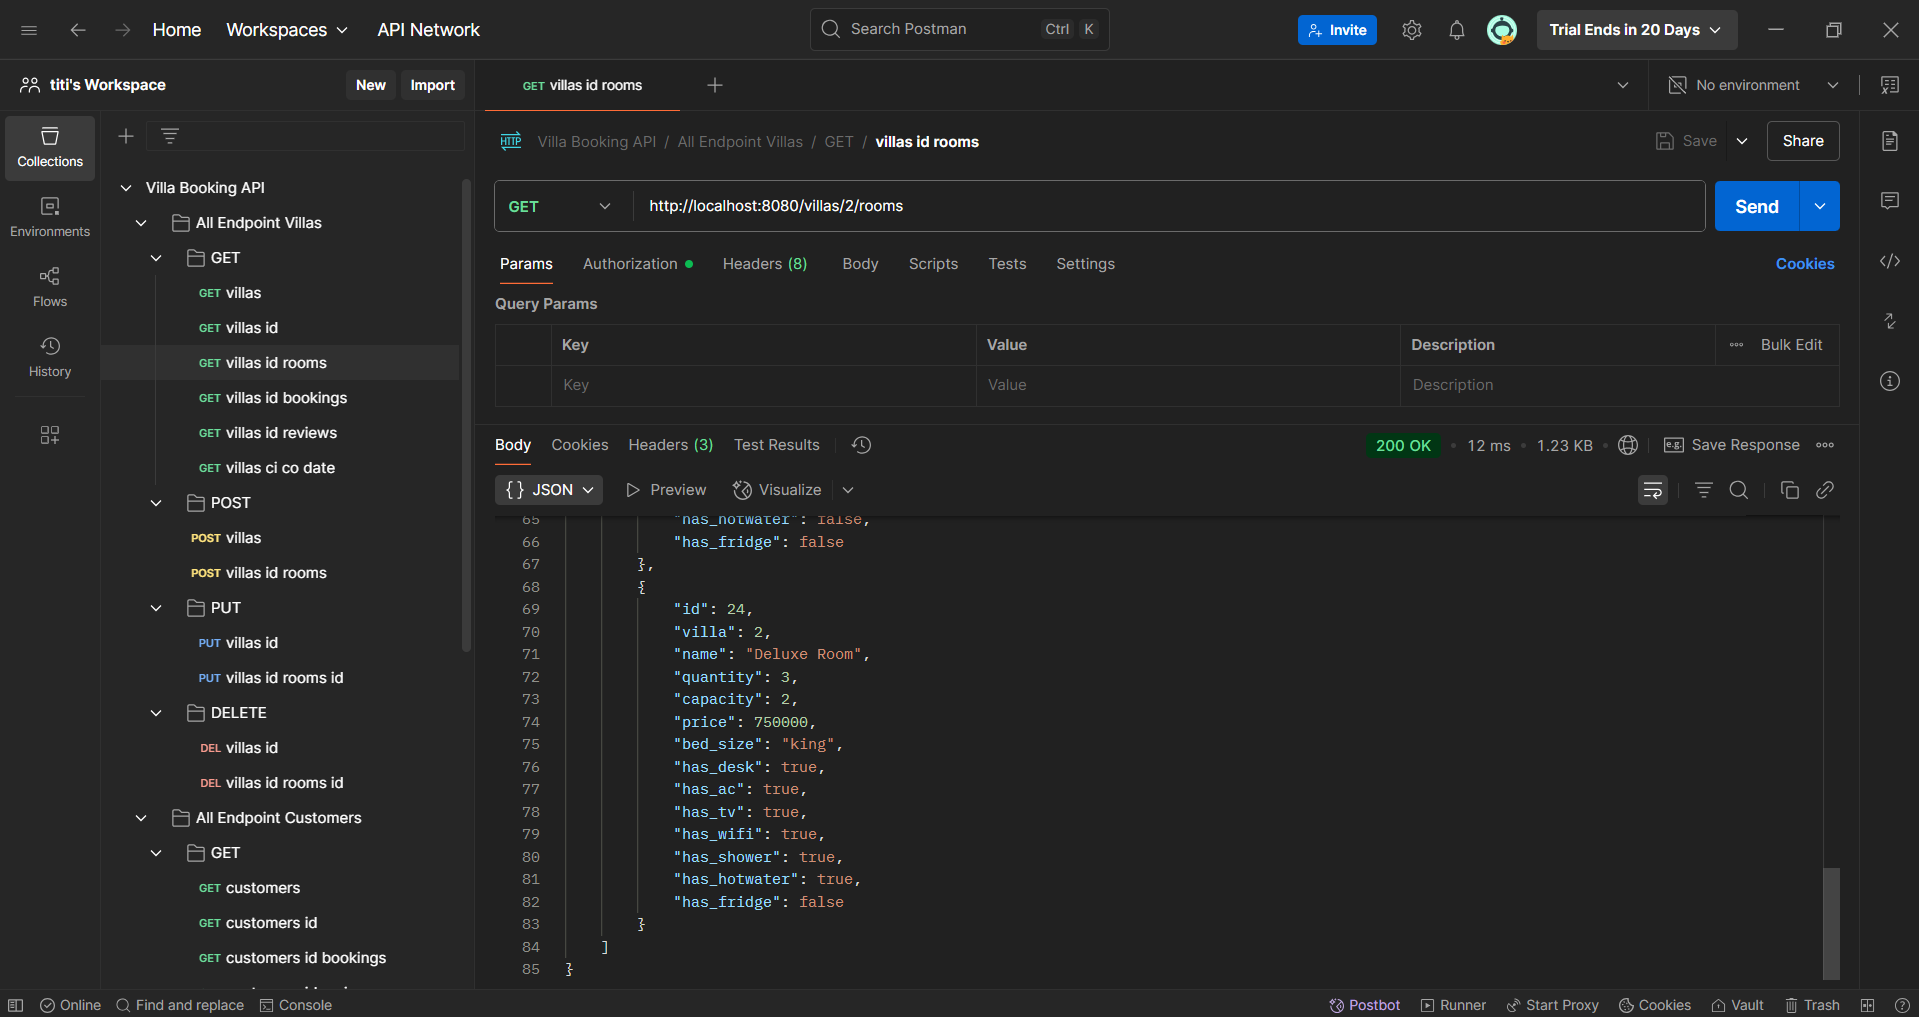 Home Workspaces API Network Search Postman Ctrl K Invite Trial Ends in 20 Days
titi's Workspace New Import
GET villas id rooms
No environment
Collections
Environments
Flows
History
Villa Booking API
All Endpoint Villas
GET
GET villas
GET villas id
GET villas id rooms
GET villas id bookings
GET villas id reviews
GET villas ci co date
POST
POST villas
POST villas id rooms
PUT
PUT villas id
PUT villas id rooms id
DELETE
DEL villas id
DEL villas id rooms id
All Endpoint Customers
GET
GET customers
GET customers id
GET customers id bookings
HTTP Villa Booking API / All Endpoint Villas / GET / villas id rooms
Save Share
GET http://localhost:8080/villas/2/rooms Send
Params Authorization Headers (8) Body Scripts Tests Settings Cookies
Query Params
Key Value Description Bulk Edit
Key Value Description
Body Cookies Headers (3) Test Results 200 OK • 12 ms • 1.23 KB e.g. Save Response
{} JSON Preview Visualize
65 "has_hotwater": false,
66 "has_fridge": false
67 },
68 {
69 "id": 24,
70 "villa": 2,
71 "name": "Deluxe Room",
72 "quantity": 3,
73 "capacity": 2,
74 "price": 750000,
75 "bed_size": "king",
76 "has_desk": true,
77 "has_ac": true,
78 "has_tv": true,
79 "has_wifi": true,
80 "has_shower": true,
81 "has_hotwater": true,
82 "has_fridge": false
83 }
84 ]
85 }
Online Find and replace Console Postbot Runner Start Proxy Cookies Vault Trash